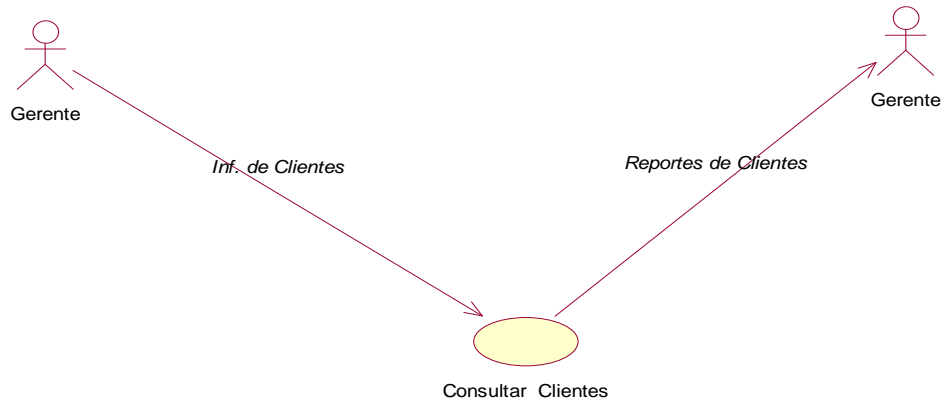 Gerente
Gerente
Inf. de Clientes
Reportes de Clientes
Consultar Clientes